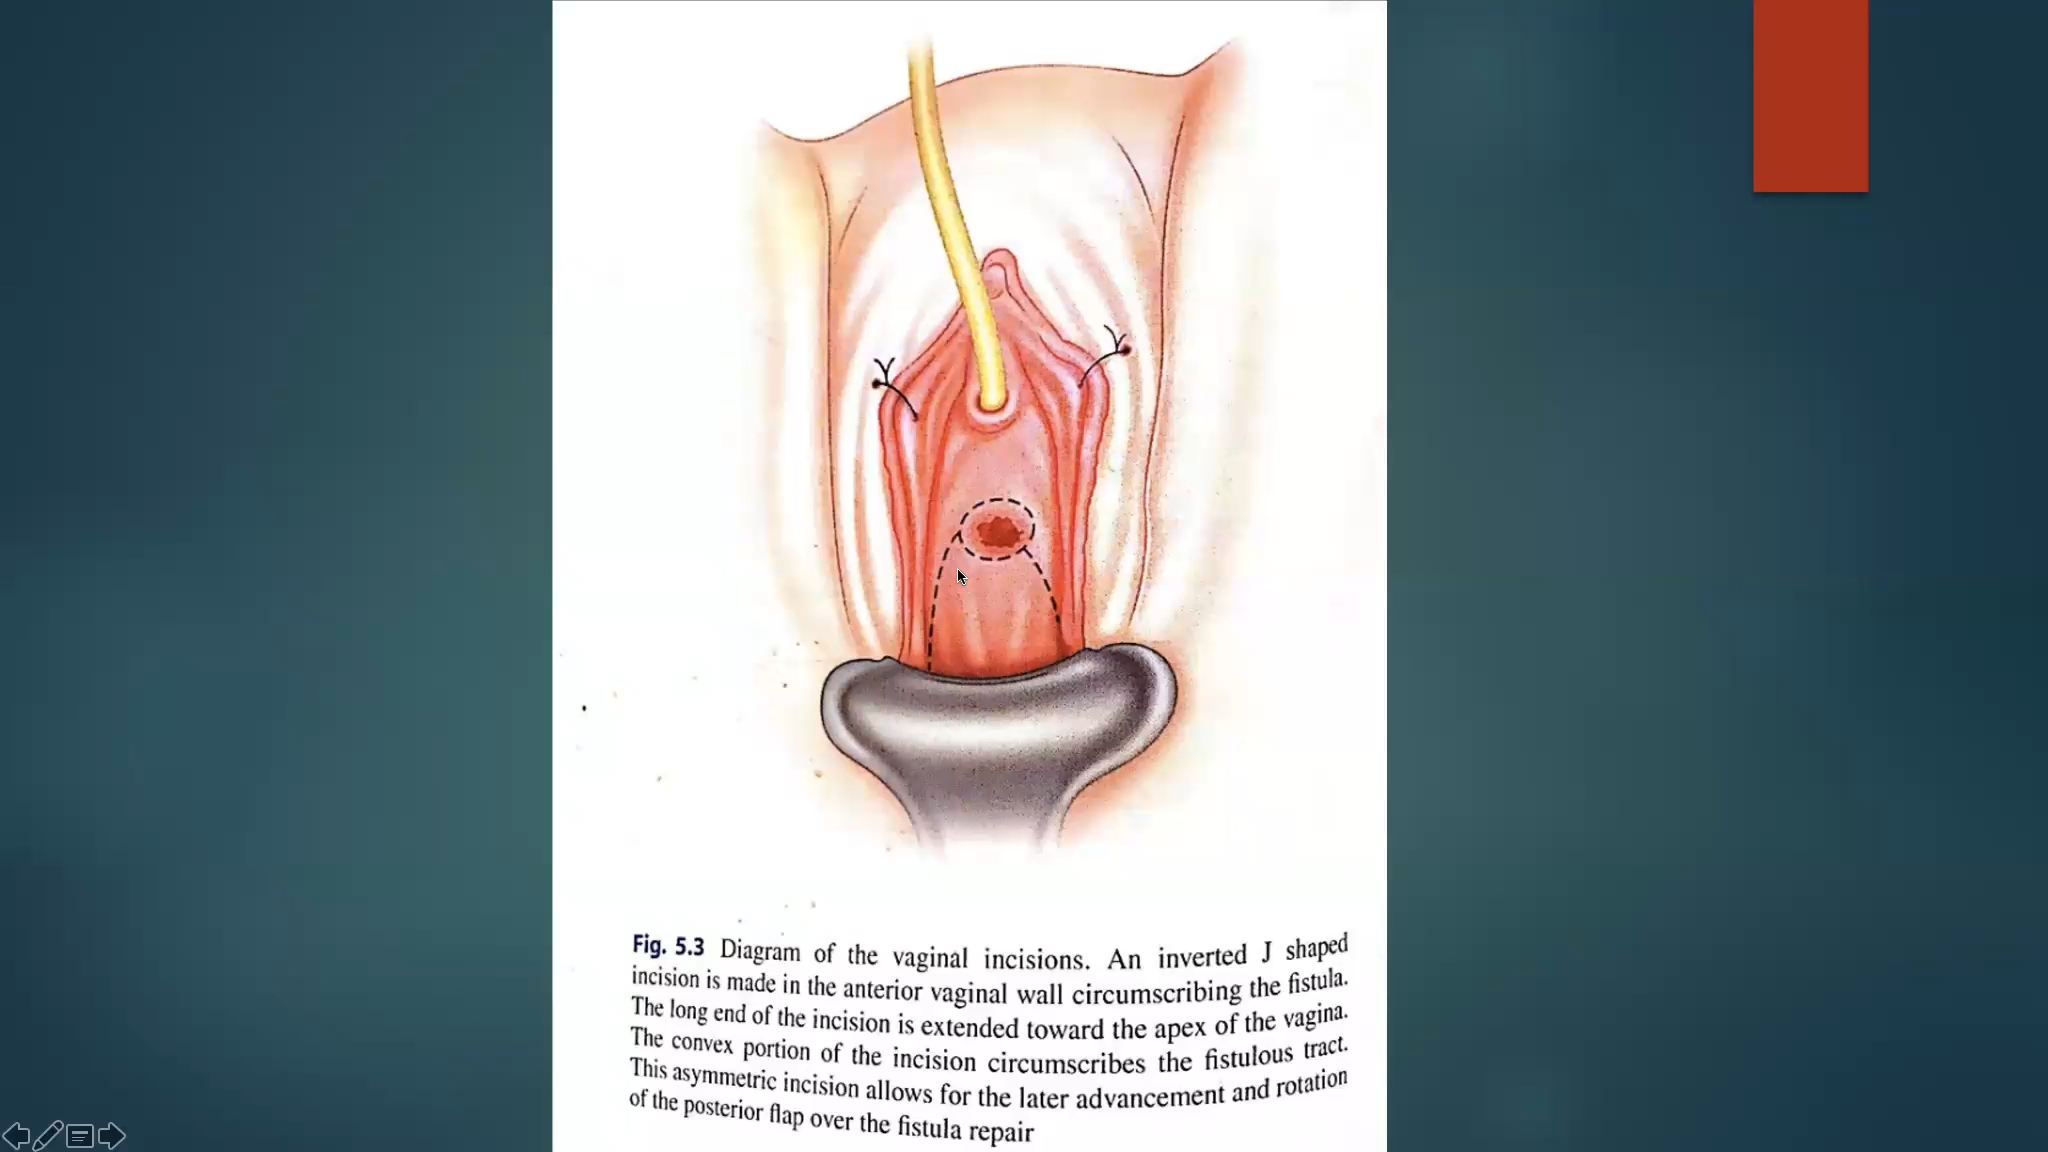 Fig. 5.3 Diagram of the vaginal incisions. An inverted J shaped
incision is made in the anterior vaginal wall circumscribing the fistula.
The long end of the incision is extended toward the apex of the vagina.
The convex portion of the incision circumscribes the fistulous tract.
This asymmetric incision allows for the later advancement and rotation
of the posterior flap over the fistula repair